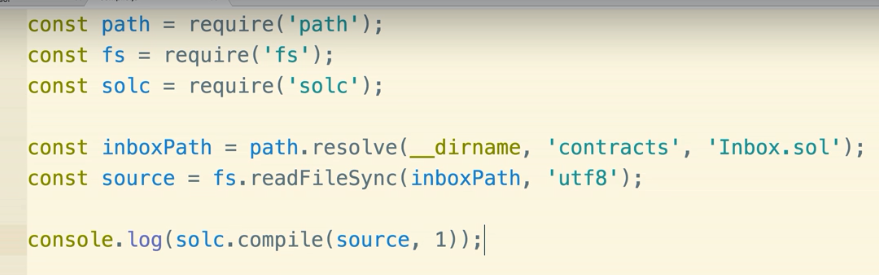 const path = require('path');
const fs = require('fs');
const solc = require('solc');
const inboxPath = path.resolve(__dirname, 'contracts', 'Inbox.sol');
const source = fs.readFileSync(inboxPath, 'utf8');
console.log(solc.compile(source, 1));